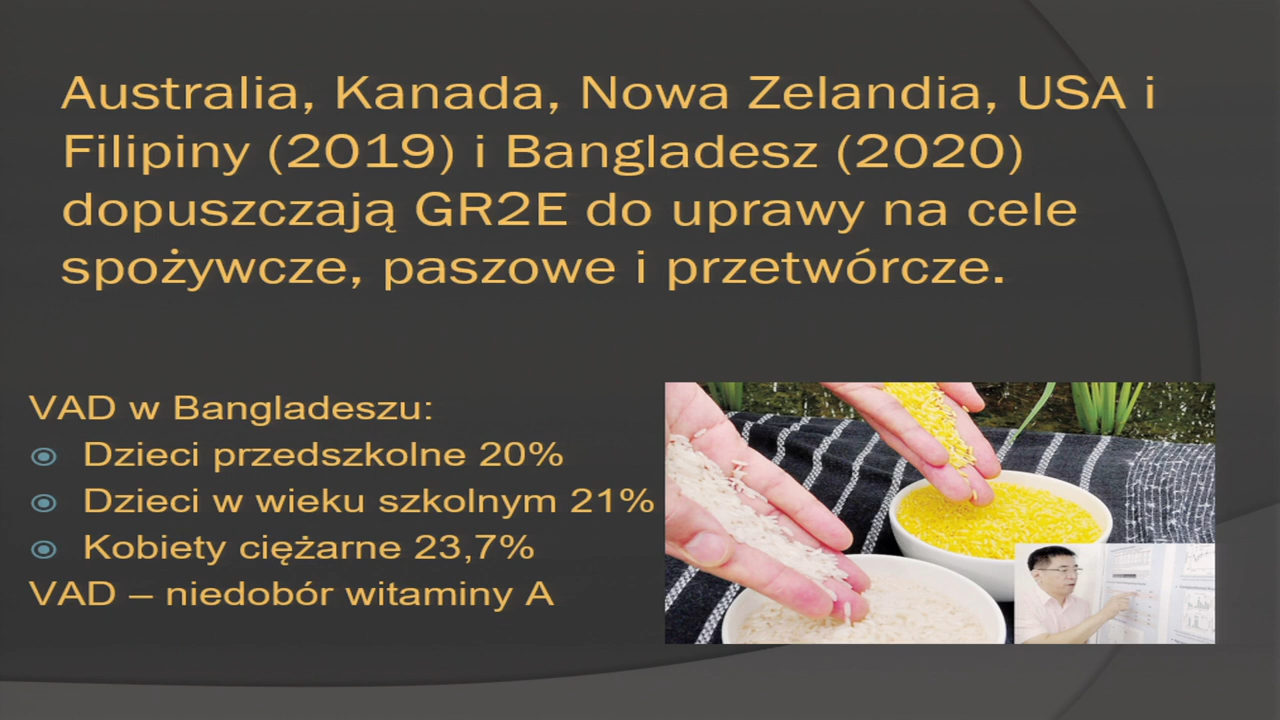 Australia, Kanada, Nowa Zelandia, USA i
Filipiny (2019) i Bangladesz (2020)
dopuszczają GR2E do uprawy na cele
spożywcze, paszowe i przetwórcze.
VAD w Bangladeszu:
Dzieci przedszkolne 20%
Dzieci w wieku szkolnym 21%
Kobiety ciężarne 23,7%
VAD – niedobór witaminy A